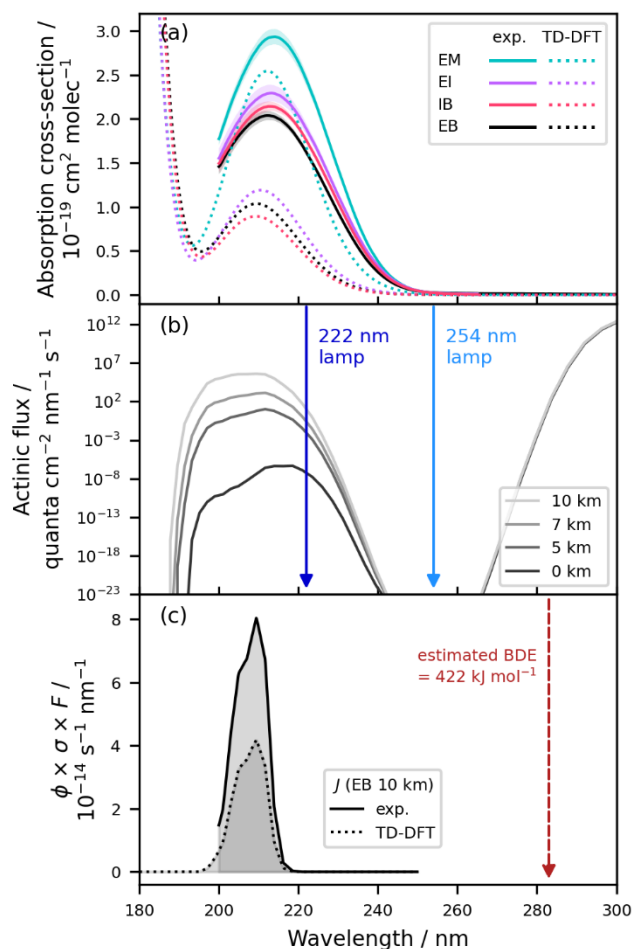 (a)
Absorption cross-section /
10⁻¹⁹ cm² molec⁻¹
3.0
2.5
2.0
1.5
1.0
0.5
0.0
exp. TD-DFT
EM
EI
IB
EB
(b)
Actinic flux /
quanta cm⁻² nm⁻¹ s⁻¹
10¹²
10⁷
10²
10⁻³
10⁻⁸
10⁻¹³
10⁻¹⁸
10⁻²³
222 nm
lamp
254 nm
lamp
10 km
7 km
5 km
0 km
(c)
ϕ × σ × F /
10⁻¹⁴ s⁻¹ nm⁻¹
8
6
4
2
0
estimated BDE
= 422 kJ mol⁻¹
J (EB 10 km)
exp.
TD-DFT
180 200 220 240 260 280 300
Wavelength / nm